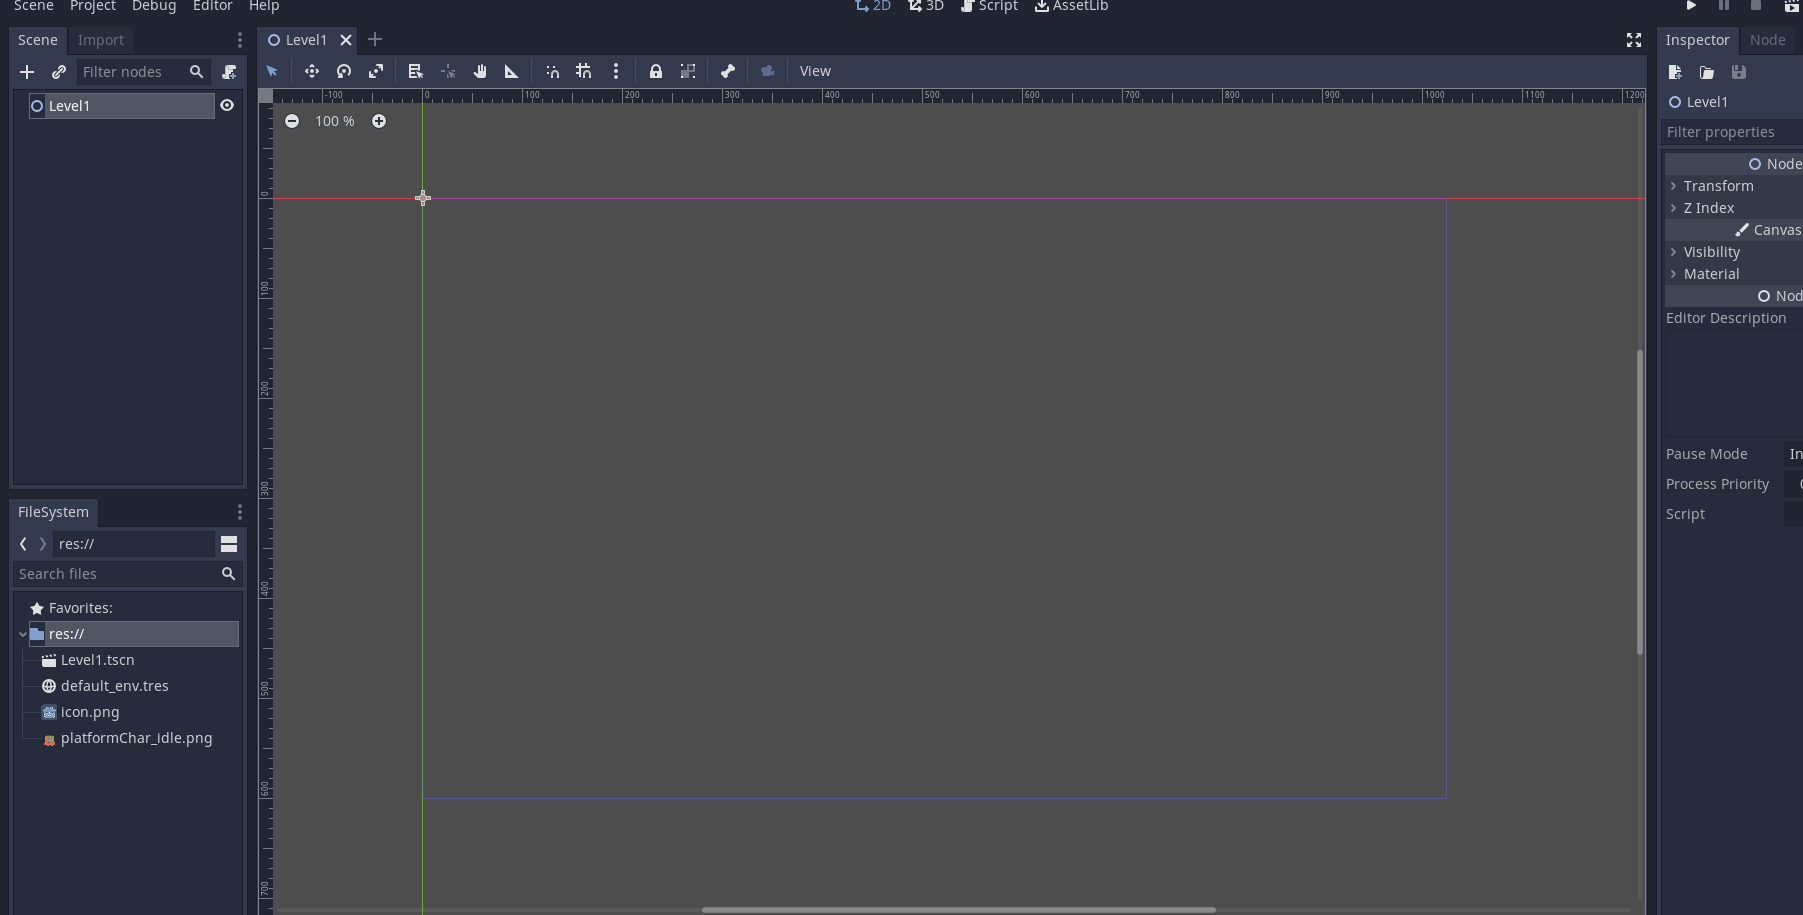 Scene Project Debug Editor Help 2D 3D Script AssetLib
Scene Import Level1 Inspector Node
Filter nodes View
Level1
-100 0 100 200 300 400 500 600 700 800 900 1000 1100 1200
100 %
Level1
Filter properties
Node
Transform
Z Index
Canvas
Visibility
Material
Nod
Editor Description
Pause Mode In
Process Priority 0
Script
0
100
200
300
400
500
600
700
FileSystem
res://
Search files
Favorites:
res://
Level1.tscn
default_env.tres
icon.png
platformChar_idle.png